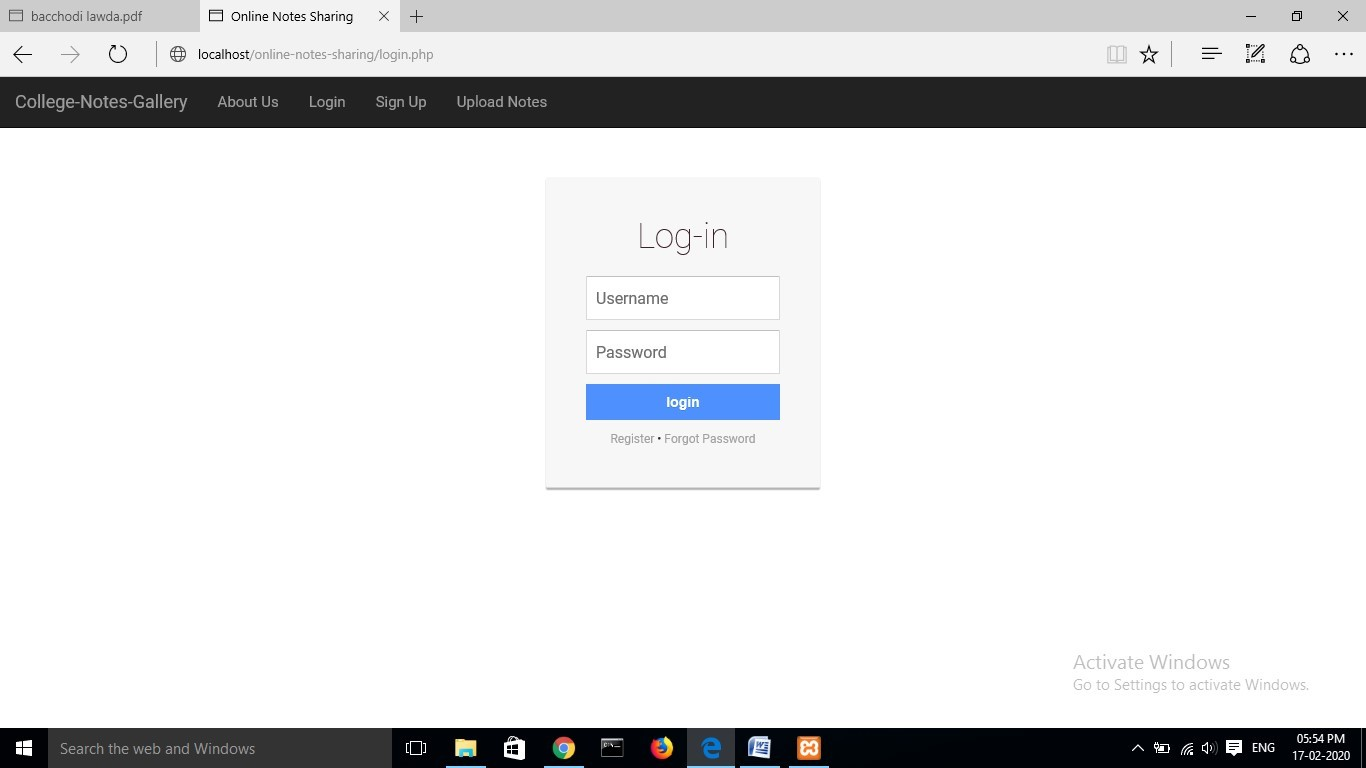 bacchodi lawda.pdf
Online Notes Sharing
localhost/online-notes-sharing/login.php
College-Notes-Gallery About Us Login Sign Up Upload Notes
Log-in
Username
Password
login
Register • Forgot Password
Activate Windows
Go to Settings to activate Windows.
Search the web and Windows
ENG
05:54 PM
17-02-2020